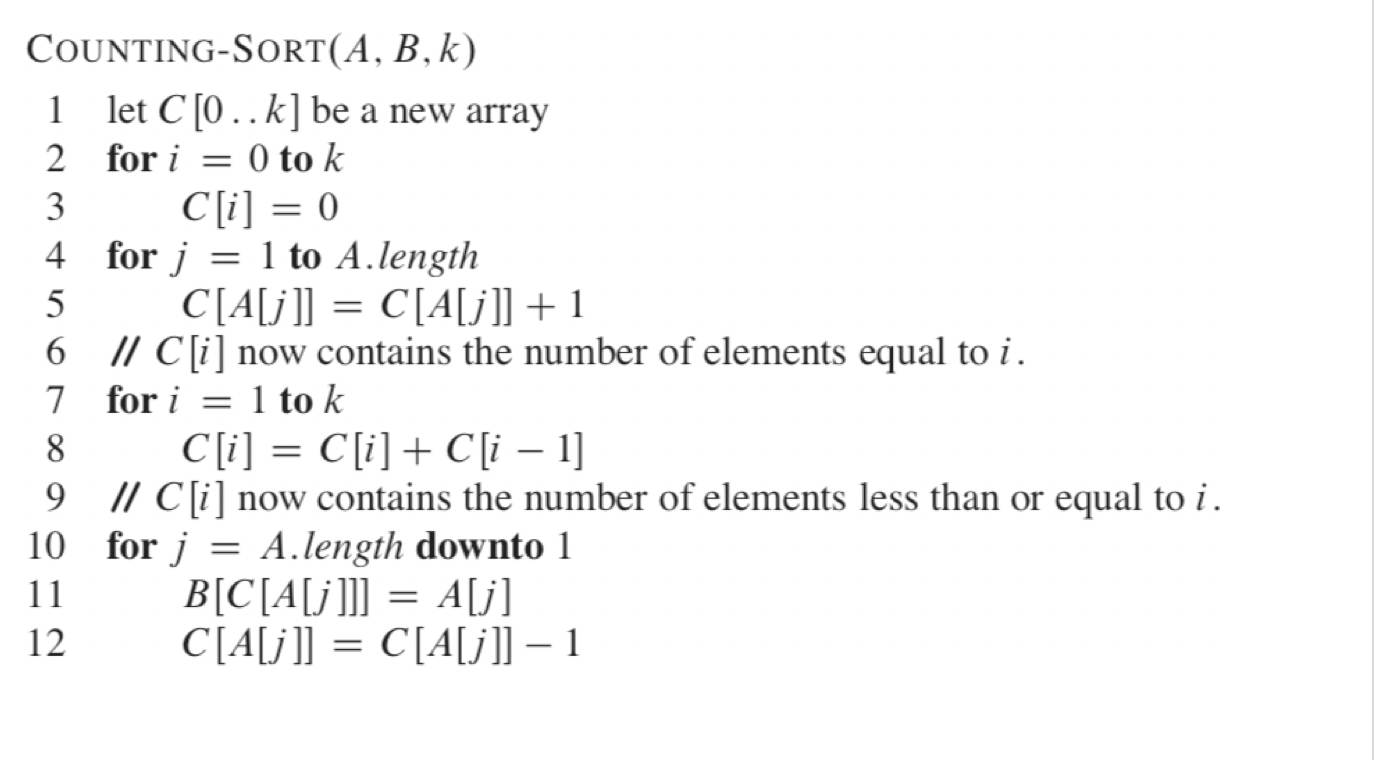 COUNTING-SORT(A, B, k)
1 let C[0..k] be a new array
2 for i = 0 to k
3 C[i] = 0
4 for j = 1 to A.length
5 C[A[j]] = C[A[j]] + 1
6 // C[i] now contains the number of elements equal to i.
7 for i = 1 to k
8 C[i] = C[i] + C[i − 1]
9 // C[i] now contains the number of elements less than or equal to i.
10 for j = A.length downto 1
11 B[C[A[j]]] = A[j]
12 C[A[j]] = C[A[j]] − 1